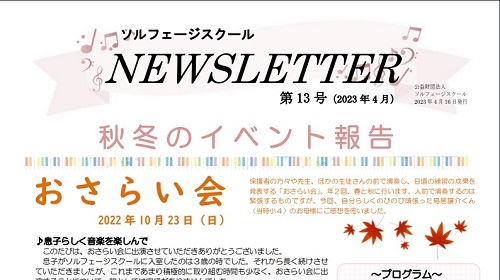 ソルフェージスクール
NEWSLETTER
第13号（2023年4月）
公益財団法人
ソルフェージスクール
2023年4月16日発行
秋冬のイベント報告
おさらい会
2022年10月23日（日）
保護者の方々や先生、ほかの生徒さんの前で演奏し、日頃の練習の成果を
発表する「おさらい会」。年2回、春と秋に行います。人前で演奏するのは
緊張するものですが、今回、自分らしくのびのび頑張った鳥居譲介くん
（当時小4）のお母様にご感想を伺いました。
♪息子らしく音楽を楽しんで
このたびは、おさらい会に出演させていただきありがとうございました。
息子がソルフェージスクールに入室したのは3歳の時でした。それから長く続けさせ
ていただきましたが、これまであまり積極的に取り組む時間も少なく、おさらい会に出
～プログラム～